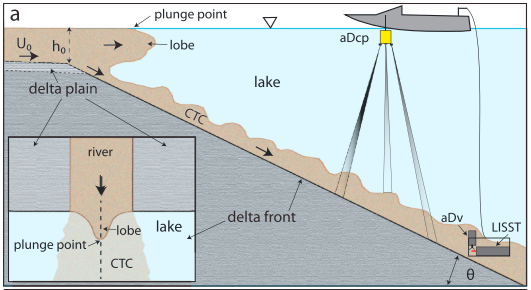 a
plunge point
U₀
h₀
lobe
aDcp
lake
delta plain
CTC
river
lake
delta front
lobe
plunge point
CTC
aDv
LISST
θ